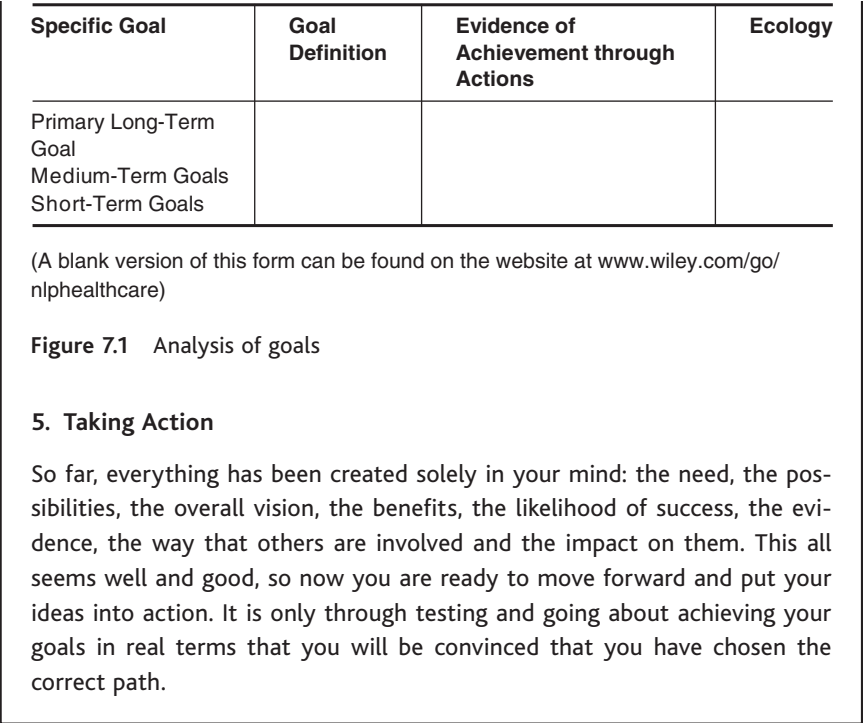 Specific Goal Goal Definition Evidence of Achievement through Actions Ecology
Primary Long-Term
Goal
Medium-Term Goals
Short-Term Goals
(A blank version of this form can be found on the website at www.wiley.com/go/
nlphealthcare)
Figure 7.1 Analysis of goals
5. Taking Action
So far, everything has been created solely in your mind: the need, the pos-
sibilities, the overall vision, the benefits, the likelihood of success, the evi-
dence, the way that others are involved and the impact on them. This all
seems well and good, so now you are ready to move forward and put your
ideas into action. It is only through testing and going about achieving your
goals in real terms that you will be convinced that you have chosen the
correct path.